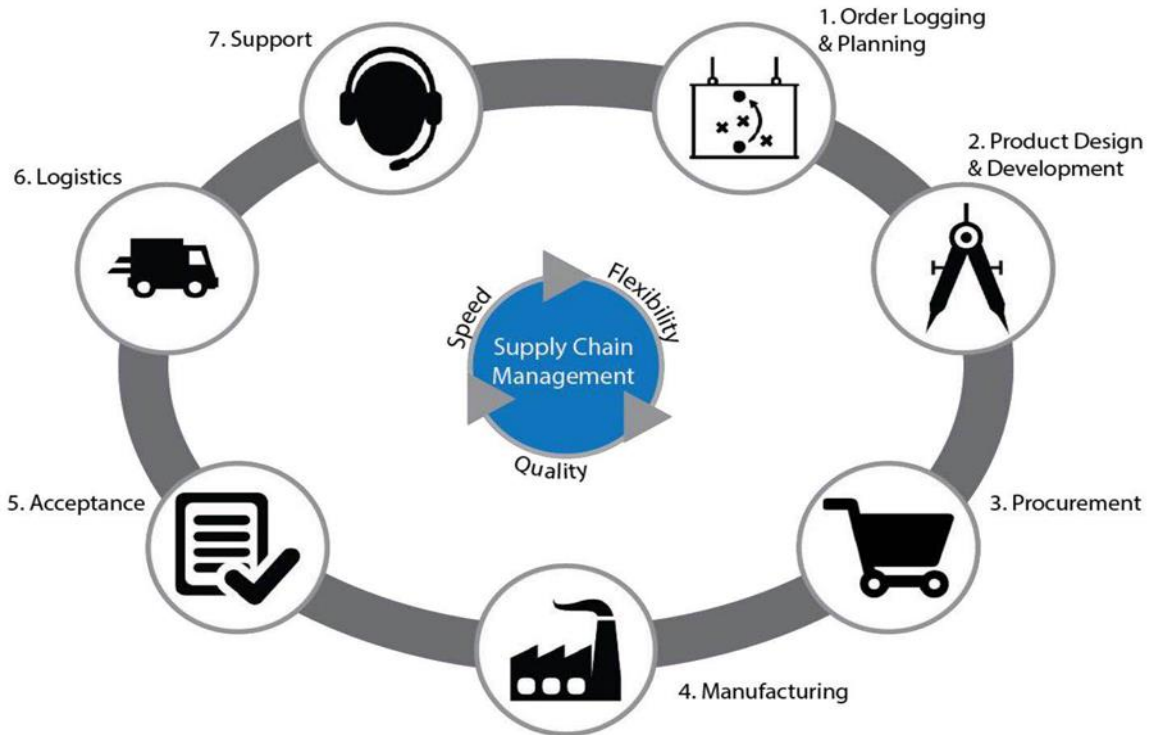 1. Order Logging
& Planning
2. Product Design
& Development
3. Procurement
4. Manufacturing
5. Acceptance
6. Logistics
7. Support
Speed
Flexibility
Quality
Supply Chain
Management